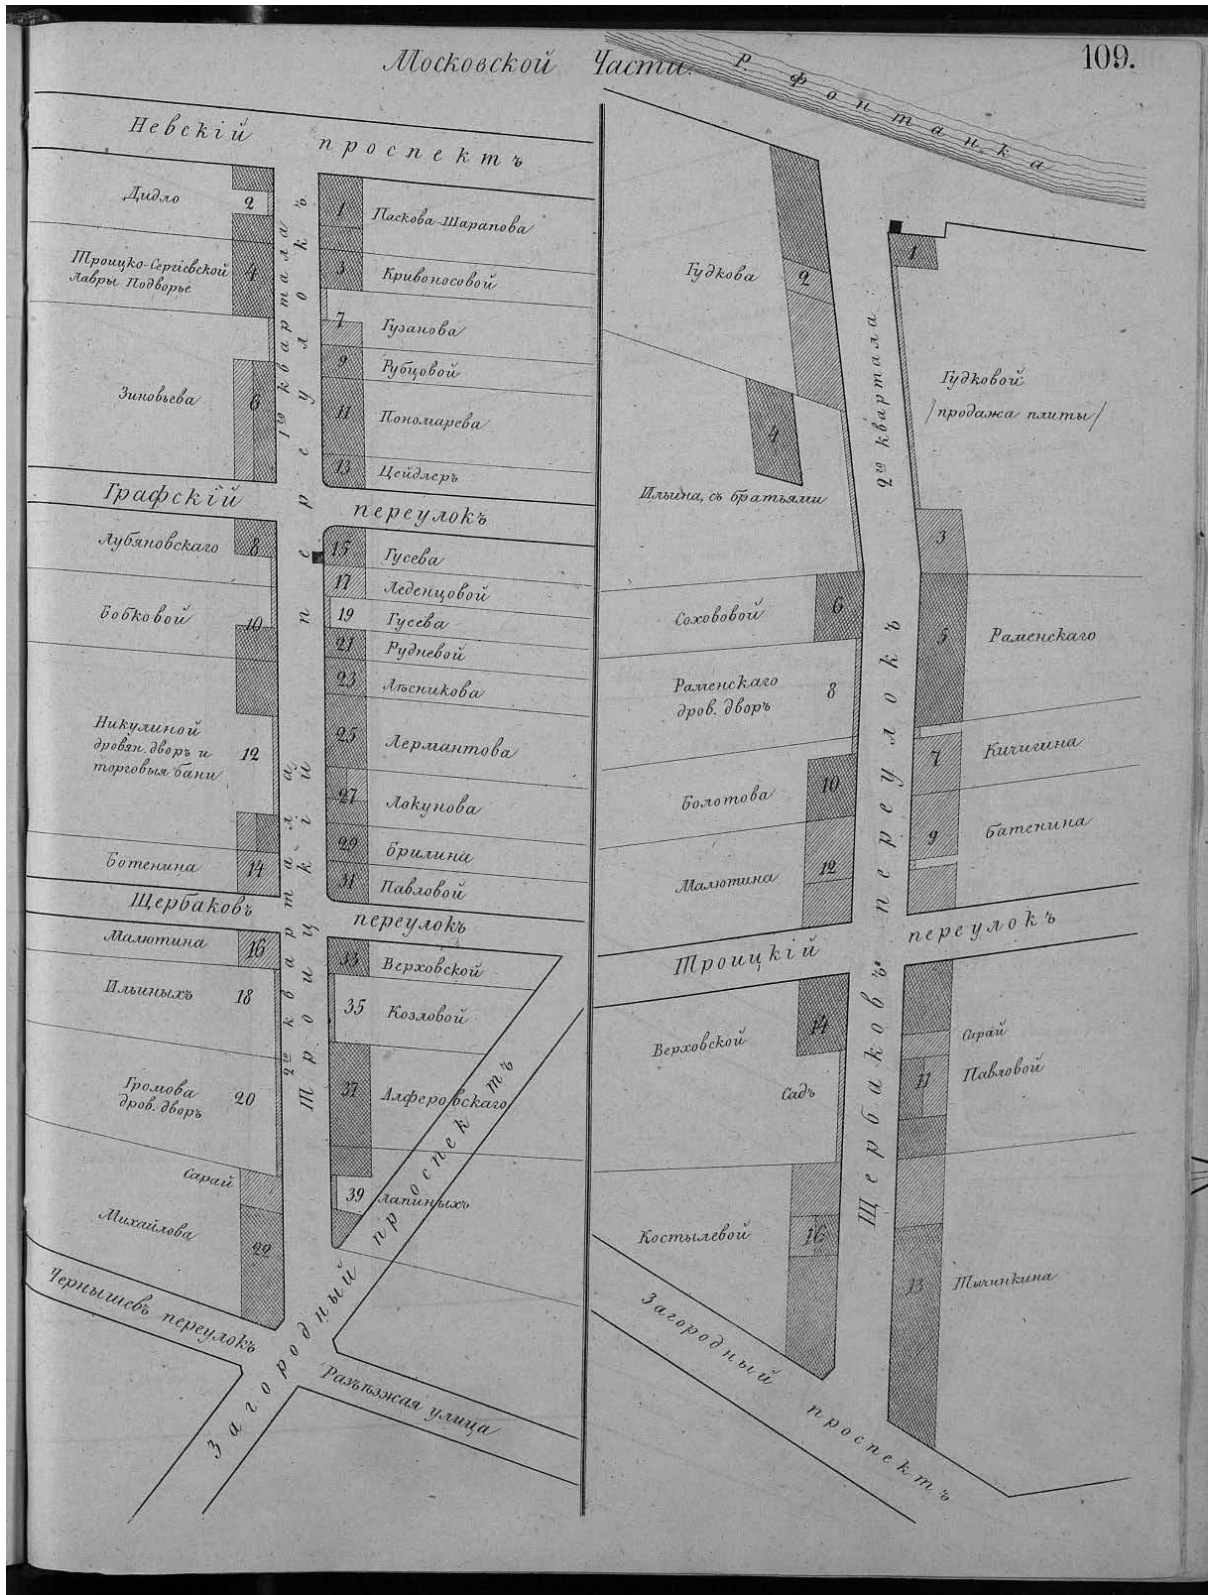 Московской Части.
109.
р. Фонтанка
Невскій проспектъ
Дидло
2
Троицко-Сергіевской
Лавры Подворье
4
Зиновьева
6
1го квартала
1
Паскова-Шарапова
3
Кривоносовой
7
Гузанова
9
Рубцовой
11
Пономарева
13
Цейдлеръ
Графскій переулокъ
Лубяновскаго
8
Бобковой
10
Никулиной
дровян. дворъ и
торговыя бани
12
Ботенина
14
15
Гусева
17
Леденцовой
19
Гусева
21
Рудневой
23
Лѣсникова
25
Лермантова
27
Локунова
29
Брилина
31
Павловой
Щербаковъ переулокъ
Малютина
16
Ильиныхъ
18
Громова
дров. дворъ
20
Сарай
Михайлова
22
2го квартала
Троицкій переулокъ
33
Верховской
35
Козловой
37
Алферовскаго
39
Лапиныхъ
Чернышевъ переулокъ
Загородный проспектъ
Разъѣзжая улица
Гудкова
2
4
Ильина, съ братьями
Сохововой
6
Раменскаго
дров. дворъ
8
Болотова
10
Малютина
12
2го квартала
1
Гудковой
/продажа плиты/
3
5
Раменскаго
7
Кичигина
9
Батенина
Троицкій переулокъ
Верховской
14
Садъ
Костылевой
16
Щербаковъ переулокъ
Сарай
11
Павловой
13
Тычинкина
Загородный проспектъ